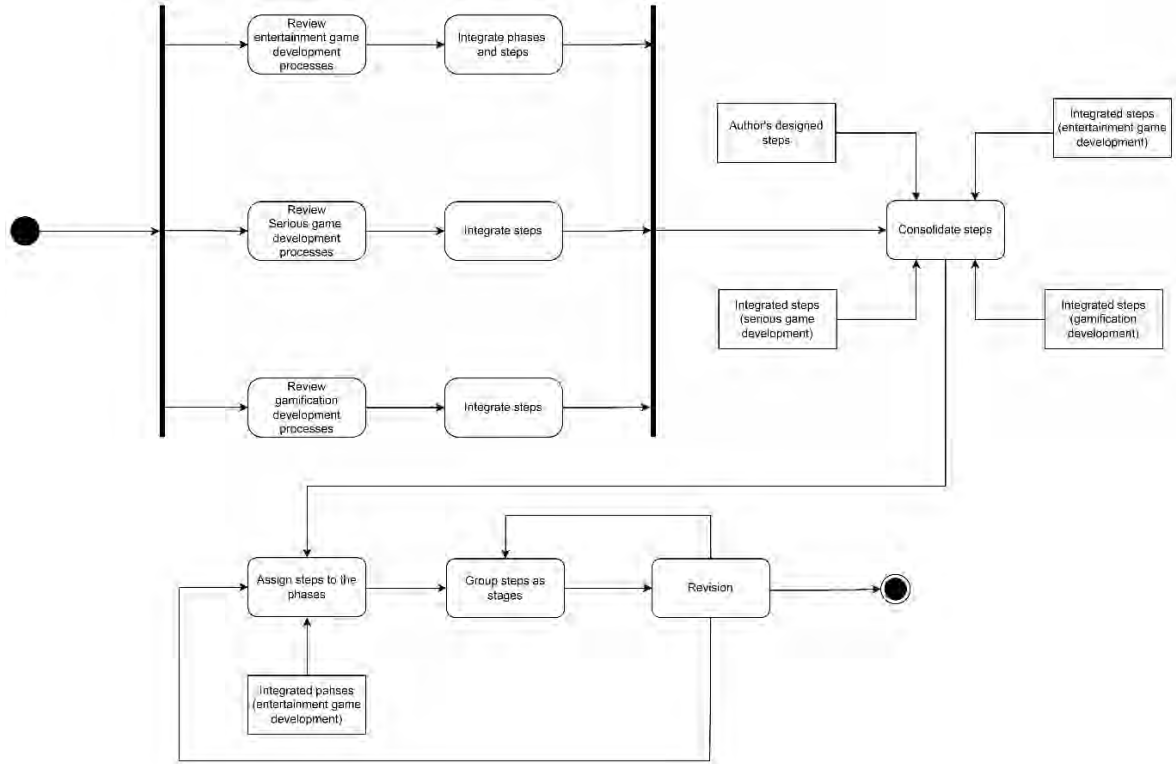 Review
entertainment game
development
processes
Integrate phases
and steps
Author's designed
steps
Integrated steps
(entertainment game
development)
Review
Serious game
development
processes
Integrate steps
Consolidate steps
Integrated steps
(serious game
development)
Integrated steps
(gamification
development)
Review
gamification
development
processes
Integrate steps
Assign steps to the
phases
Group steps as
stages
Revision
Integrated pahses
(entertainment game
development)